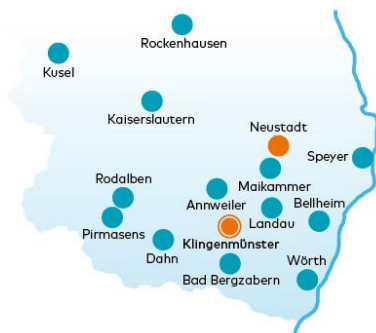 Rockenhausen
Kusel
Kaiserslautern
Neustadt
Speyer
Maikammer
Rodalben
Annweiler
Bellheim
Landau
Pirmasens
Klingenmünster
Dahn
Wörth
Bad Bergzabern